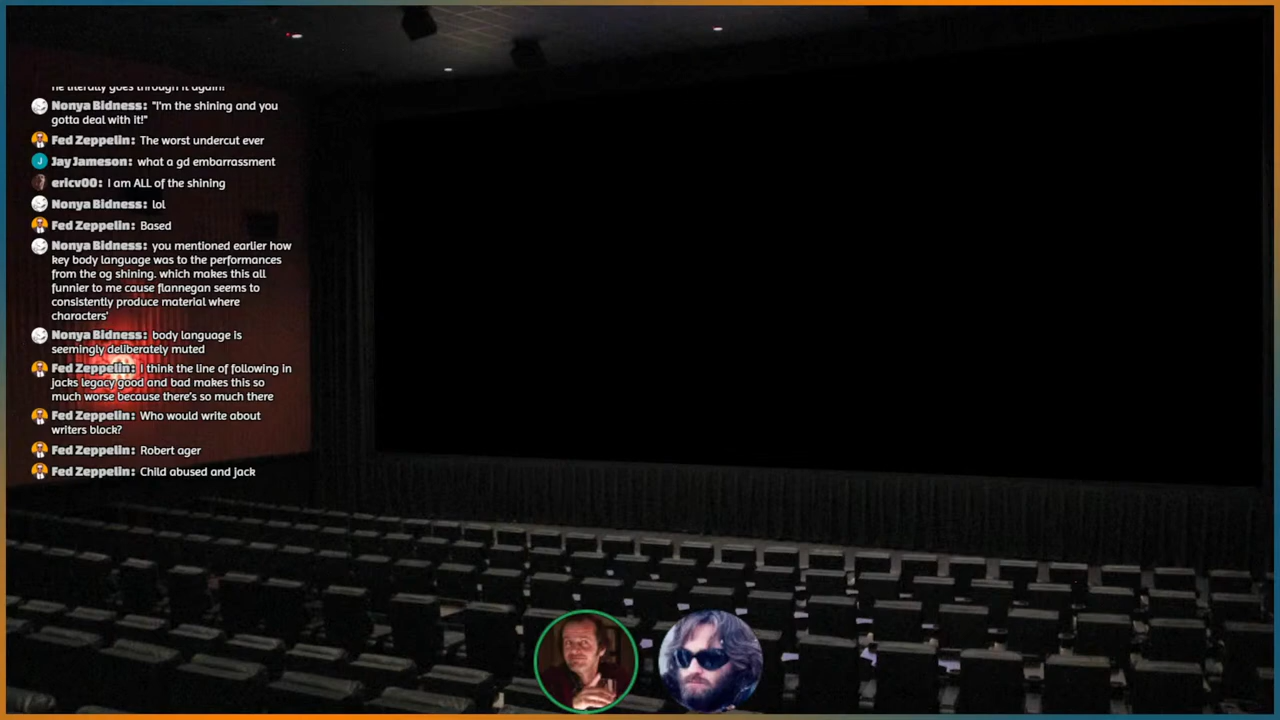 he literally goes through it again!
Nonya Bidness: "I'm the shining and you
gotta deal with it!"
Fed Zeppelin: The worst undercut ever
J Jay Jameson: what a gd embarrassment
ericv00: I am ALL of the shining
Nonya Bidness: lol
Fed Zeppelin: Based
Nonya Bidness: you mentioned earlier how
key body language was to the performances
from the og shining. which makes this all
funnier to me cause flannegan seems to
consistently produce material where
characters'
Nonya Bidness: body language is
seemingly deliberately muted
Fed Zeppelin: I think the line of following in
jacks legacy good and bad makes this so
much worse because there's so much there
Fed Zeppelin: Who would write about
writers block?
Fed Zeppelin: Robert ager
Fed Zeppelin: Child abused and jack